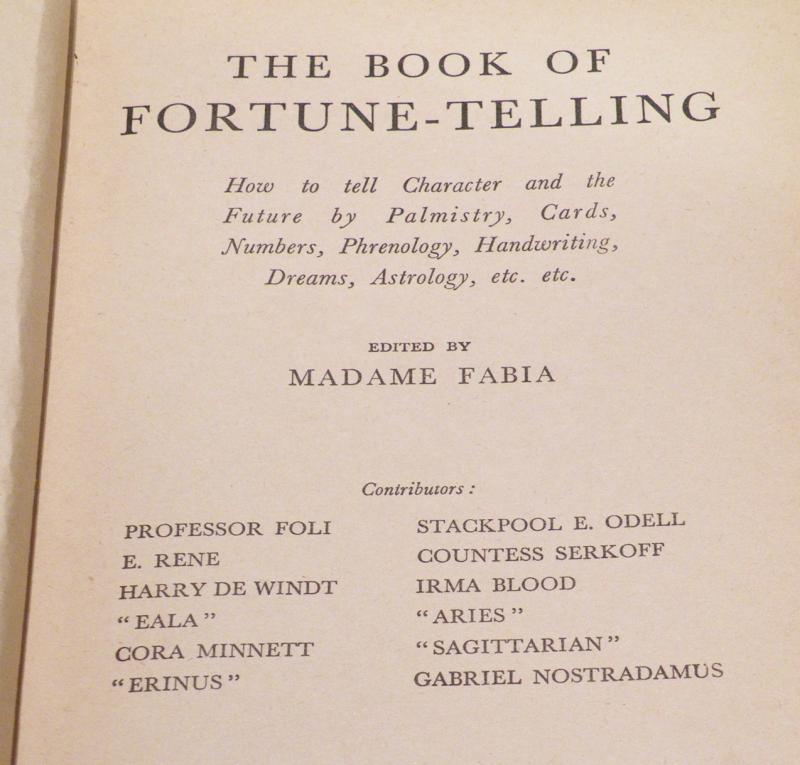 THE BOOK OF
FORTUNE-TELLING
How to tell Character and the
Future by Palmistry, Cards,
Numbers, Phrenology, Handwriting,
Dreams, Astrology, etc. etc.
EDITED BY
MADAME FABIA
Contributors :
PROFESSOR FOLI
E. RENE
HARRY DE WINDT
“EALA”
CORA MINNETT
“ERINUS”
STACKPOOL E. ODELL
COUNTESS SERKOFF
IRMA BLOOD
“ARIES”
“SAGITTARIAN”
GABRIEL NOSTRADAMUS